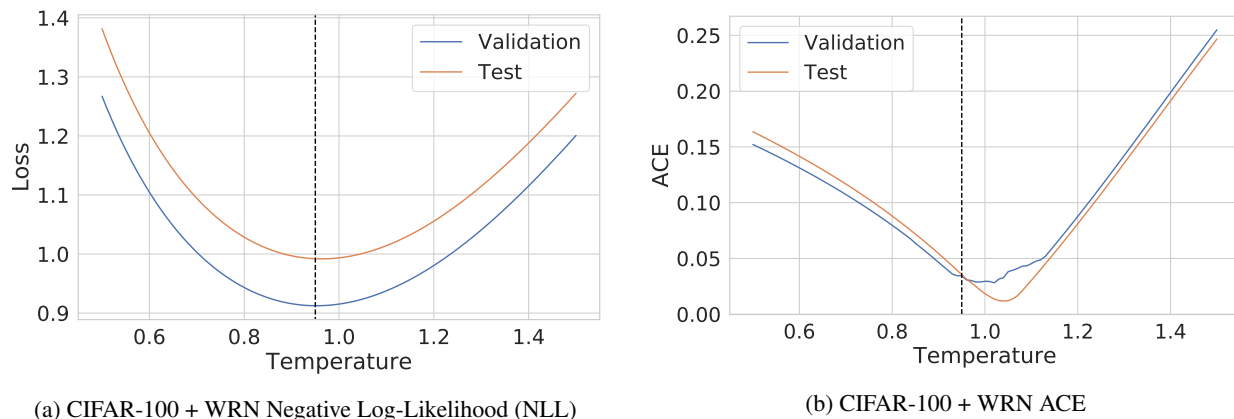 1.4
1.3
1.2
1.1
1.0
0.9
Loss
Validation
Test
0.6 0.8 1.0 1.2 1.4
Temperature
(a) CIFAR-100 + WRN Negative Log-Likelihood (NLL)
0.25
0.20
0.15
0.10
0.05
0.00
ACE
Validation
Test
0.6 0.8 1.0 1.2 1.4
Temperature
(b) CIFAR-100 + WRN ACE